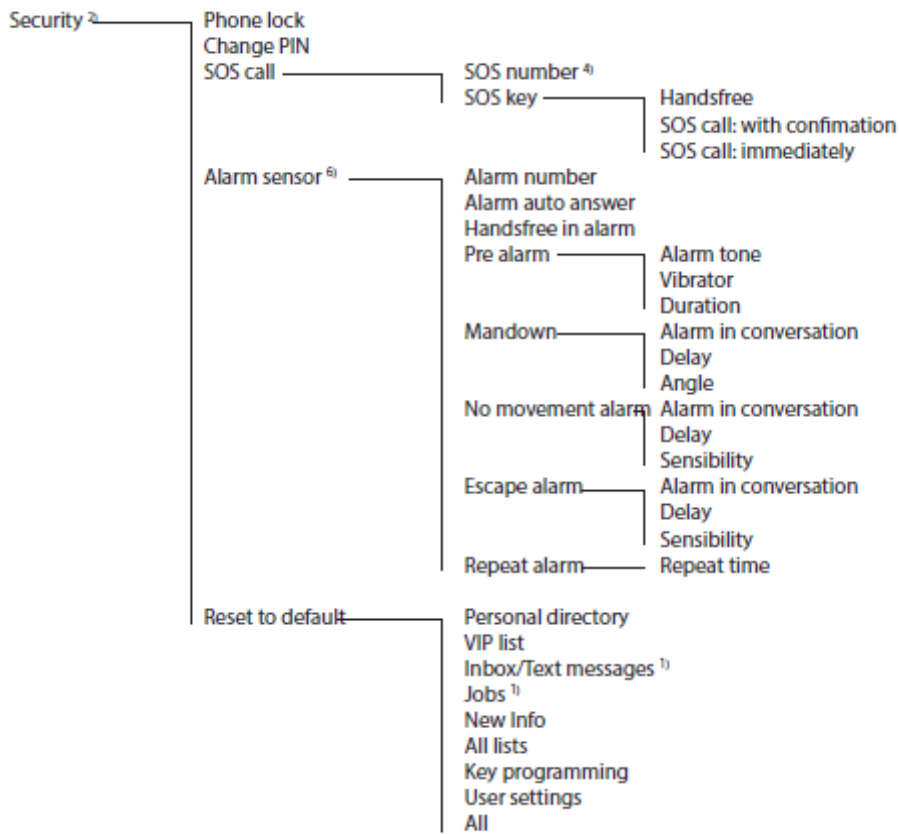 Security 2) Phone lock
Change PIN
SOS call SOS number 4)
SOS key Handsfree
SOS call: with confimation
SOS call: immediately
Alarm sensor 6) Alarm number
Alarm auto answer
Handsfree in alarm
Pre alarm Alarm tone
Vibrator
Duration
Mandown Alarm in conversation
Delay
Angle
No movement alarm Alarm in conversation
Delay
Sensibility
Escape alarm Alarm in conversation
Delay
Sensibility
Repeat alarm Repeat time
Reset to default Personal directory
VIP list
Inbox/Text messages 1)
Jobs 1)
New Info
All lists
Key programming
User settings
All